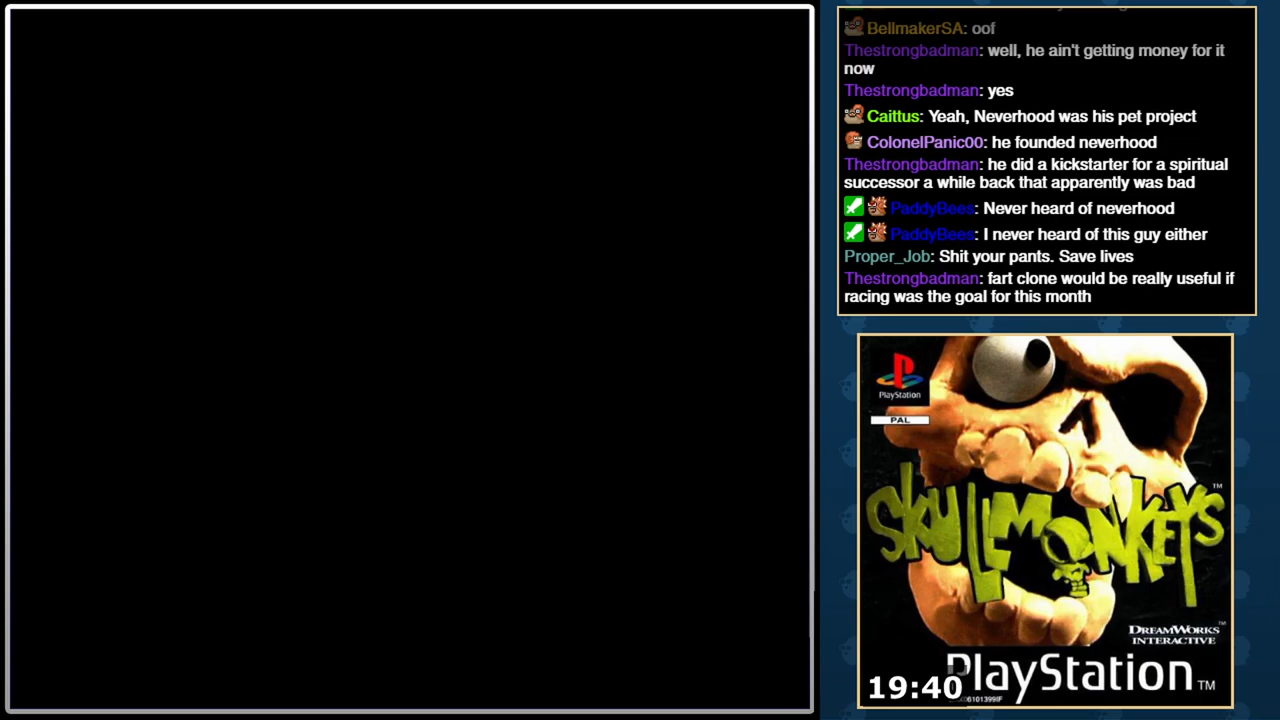 BellmakerSA: oof
Thestrongbadman: well, he ain't getting money for it
now
Thestrongbadman: yes
Caittus: Yeah, Neverhood was his pet project
ColonelPanic00: he founded neverhood
Thestrongbadman: he did a kickstarter for a spiritual
successor a while back that apparently was bad
PaddyBees: Never heard of neverhood
PaddyBees: I never heard of this guy either
Proper_Job: Shit your pants. Save lives
Thestrongbadman: fart clone would be really useful if
racing was the goal for this month
PlayStation
PAL
SKULLMONKEYS™
DREAMWORKS™
INTERACTIVE
PlayStation™
19:40